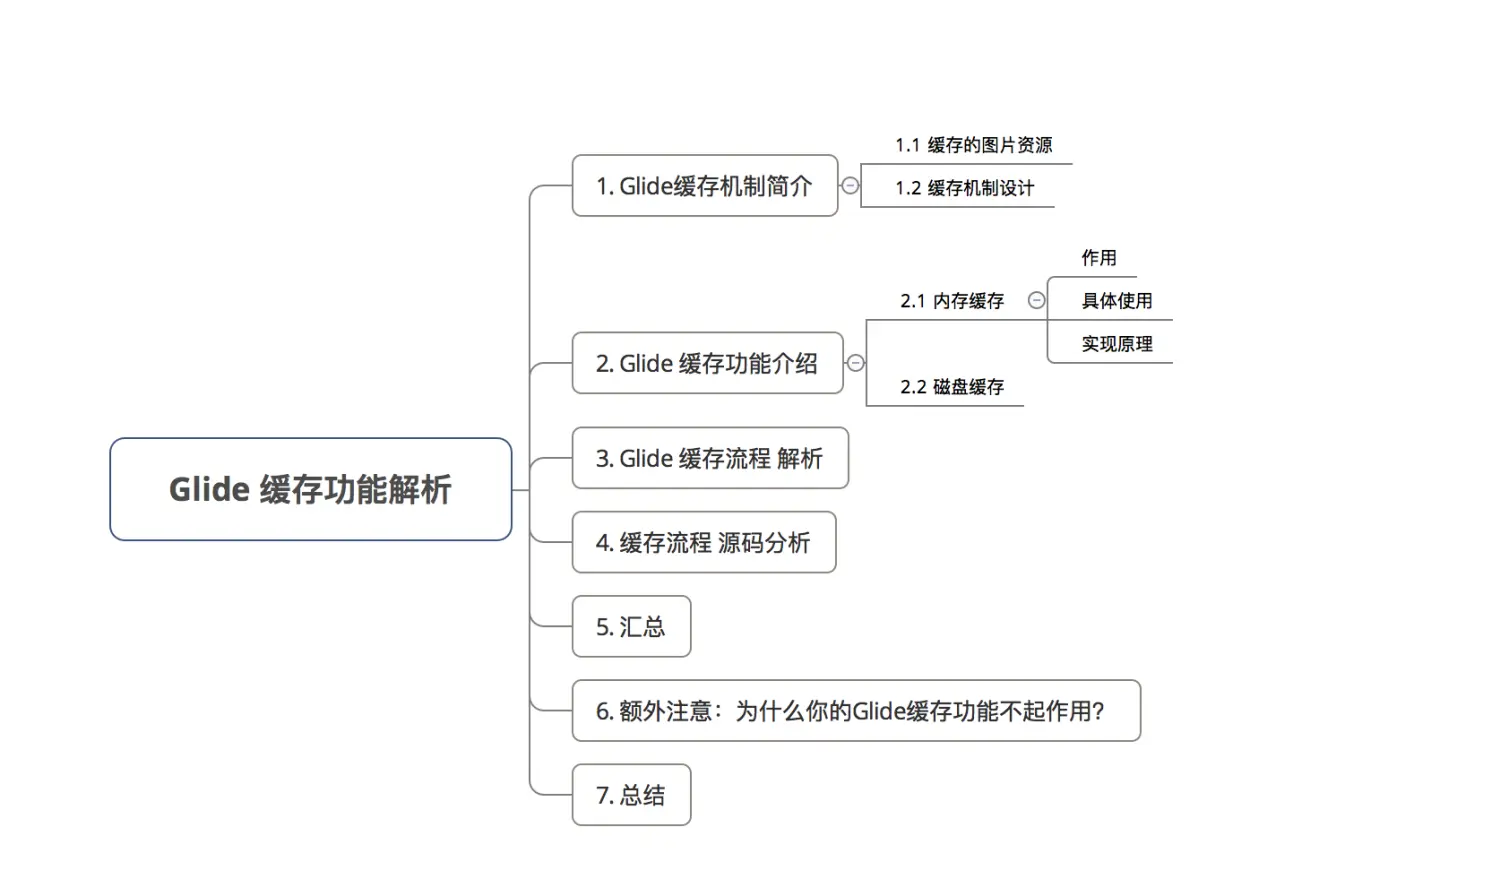 Glide 缓存功能解析
1. Glide缓存机制简介
1.1 缓存的图片资源
1.2 缓存机制设计
2. Glide 缓存功能介绍
2.1 内存缓存
作用
具体使用
实现原理
2.2 磁盘缓存
3. Glide 缓存流程 解析
4. 缓存流程 源码分析
5. 汇总
6. 额外注意：为什么你的Glide缓存功能不起作用？
7. 总结